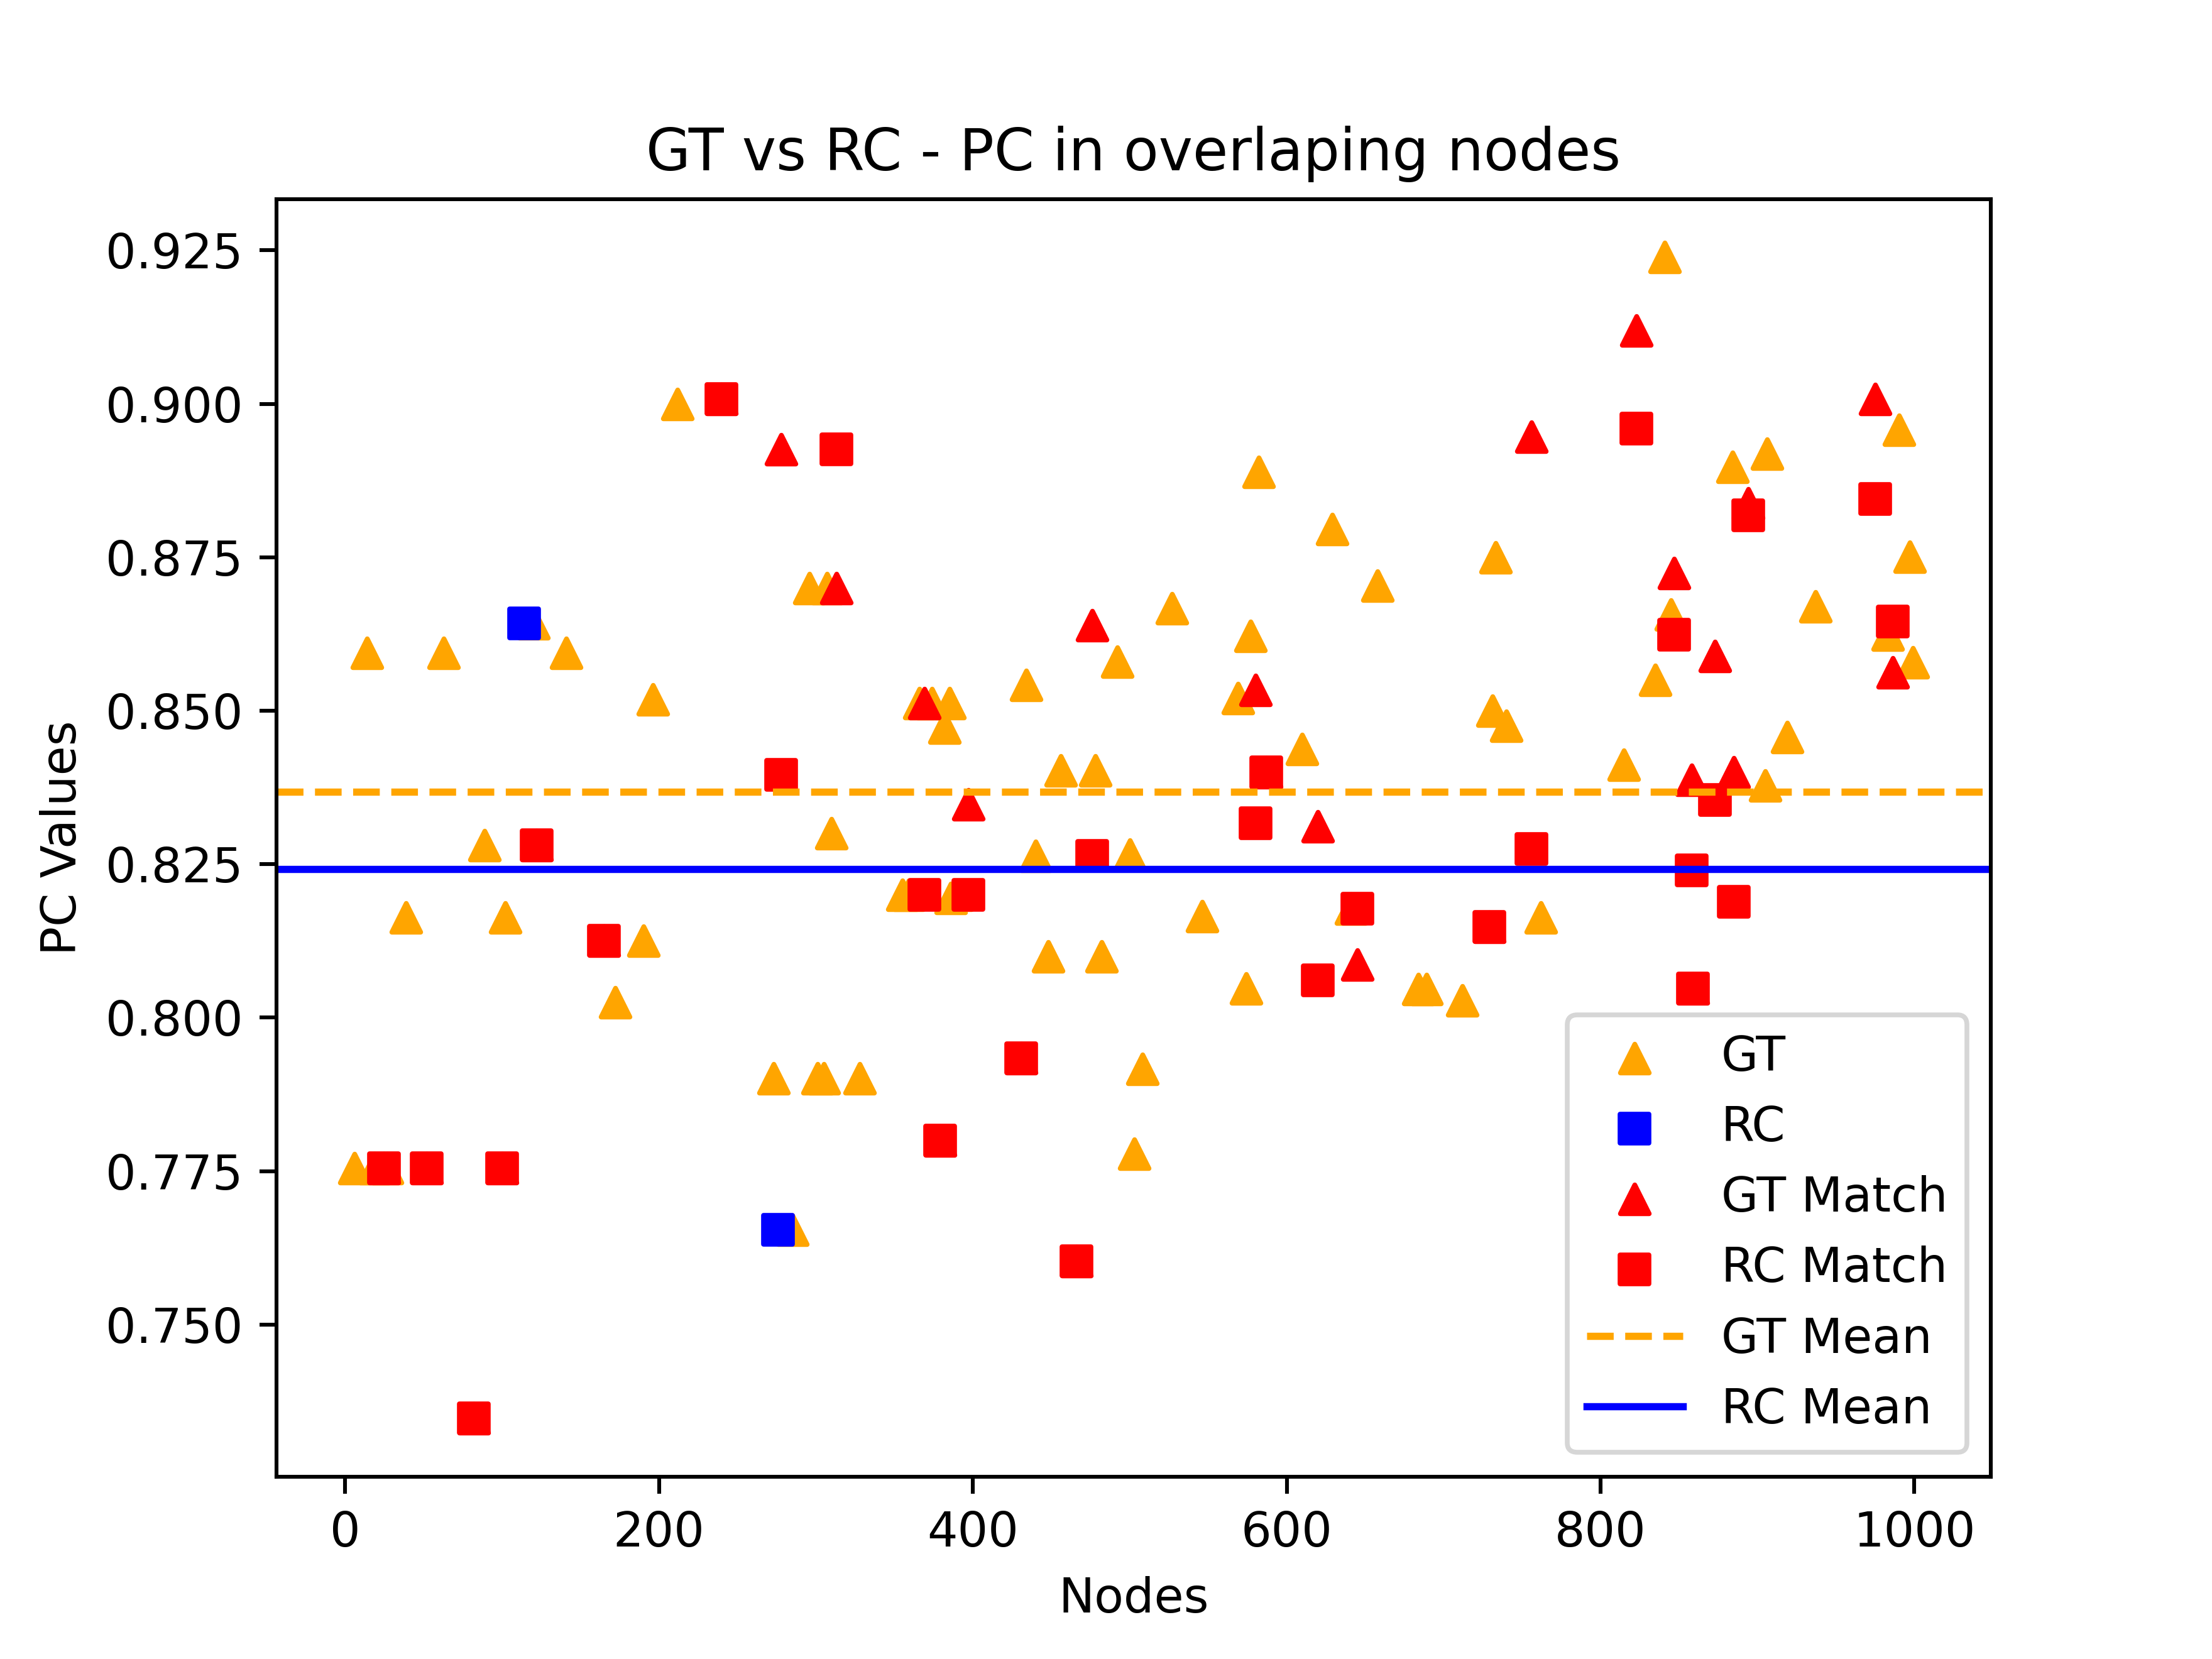 GT vs RC - PC in overlaping nodes
PC Values
0.925
0.900
0.875
0.850
0.825
0.800
0.775
0.750
GT
RC
GT Match
RC Match
GT Mean
RC Mean
0 200 400 600 800 1000
Nodes